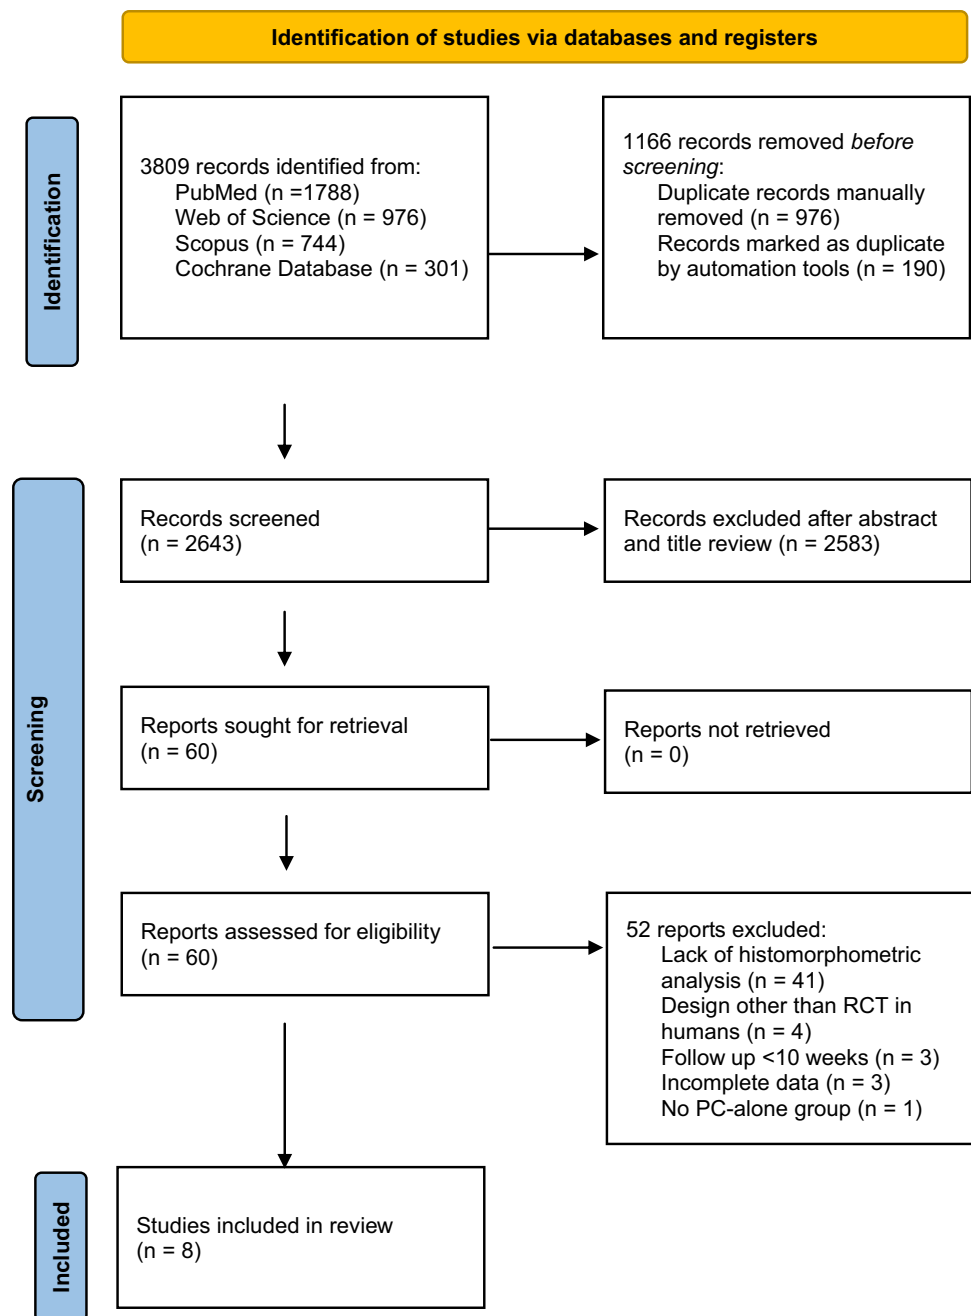 Identification of studies via databases and registers
Identification
3809 records identified from:
PubMed (n =1788)
Web of Science (n = 976)
Scopus (n = 744)
Cochrane Database (n = 301)
1166 records removed before
screening:
Duplicate records manually
removed (n = 976)
Records marked as duplicate
by automation tools (n = 190)
Screening
Records screened
(n = 2643)
Records excluded after abstract
and title review (n = 2583)
Reports sought for retrieval
(n = 60)
Reports not retrieved
(n = 0)
Reports assessed for eligibility
(n = 60)
52 reports excluded:
Lack of histomorphometric
analysis (n = 41)
Design other than RCT in
humans (n = 4)
Follow up <10 weeks (n = 3)
Incomplete data (n = 3)
No PC-alone group (n = 1)
Included
Studies included in review
(n = 8)